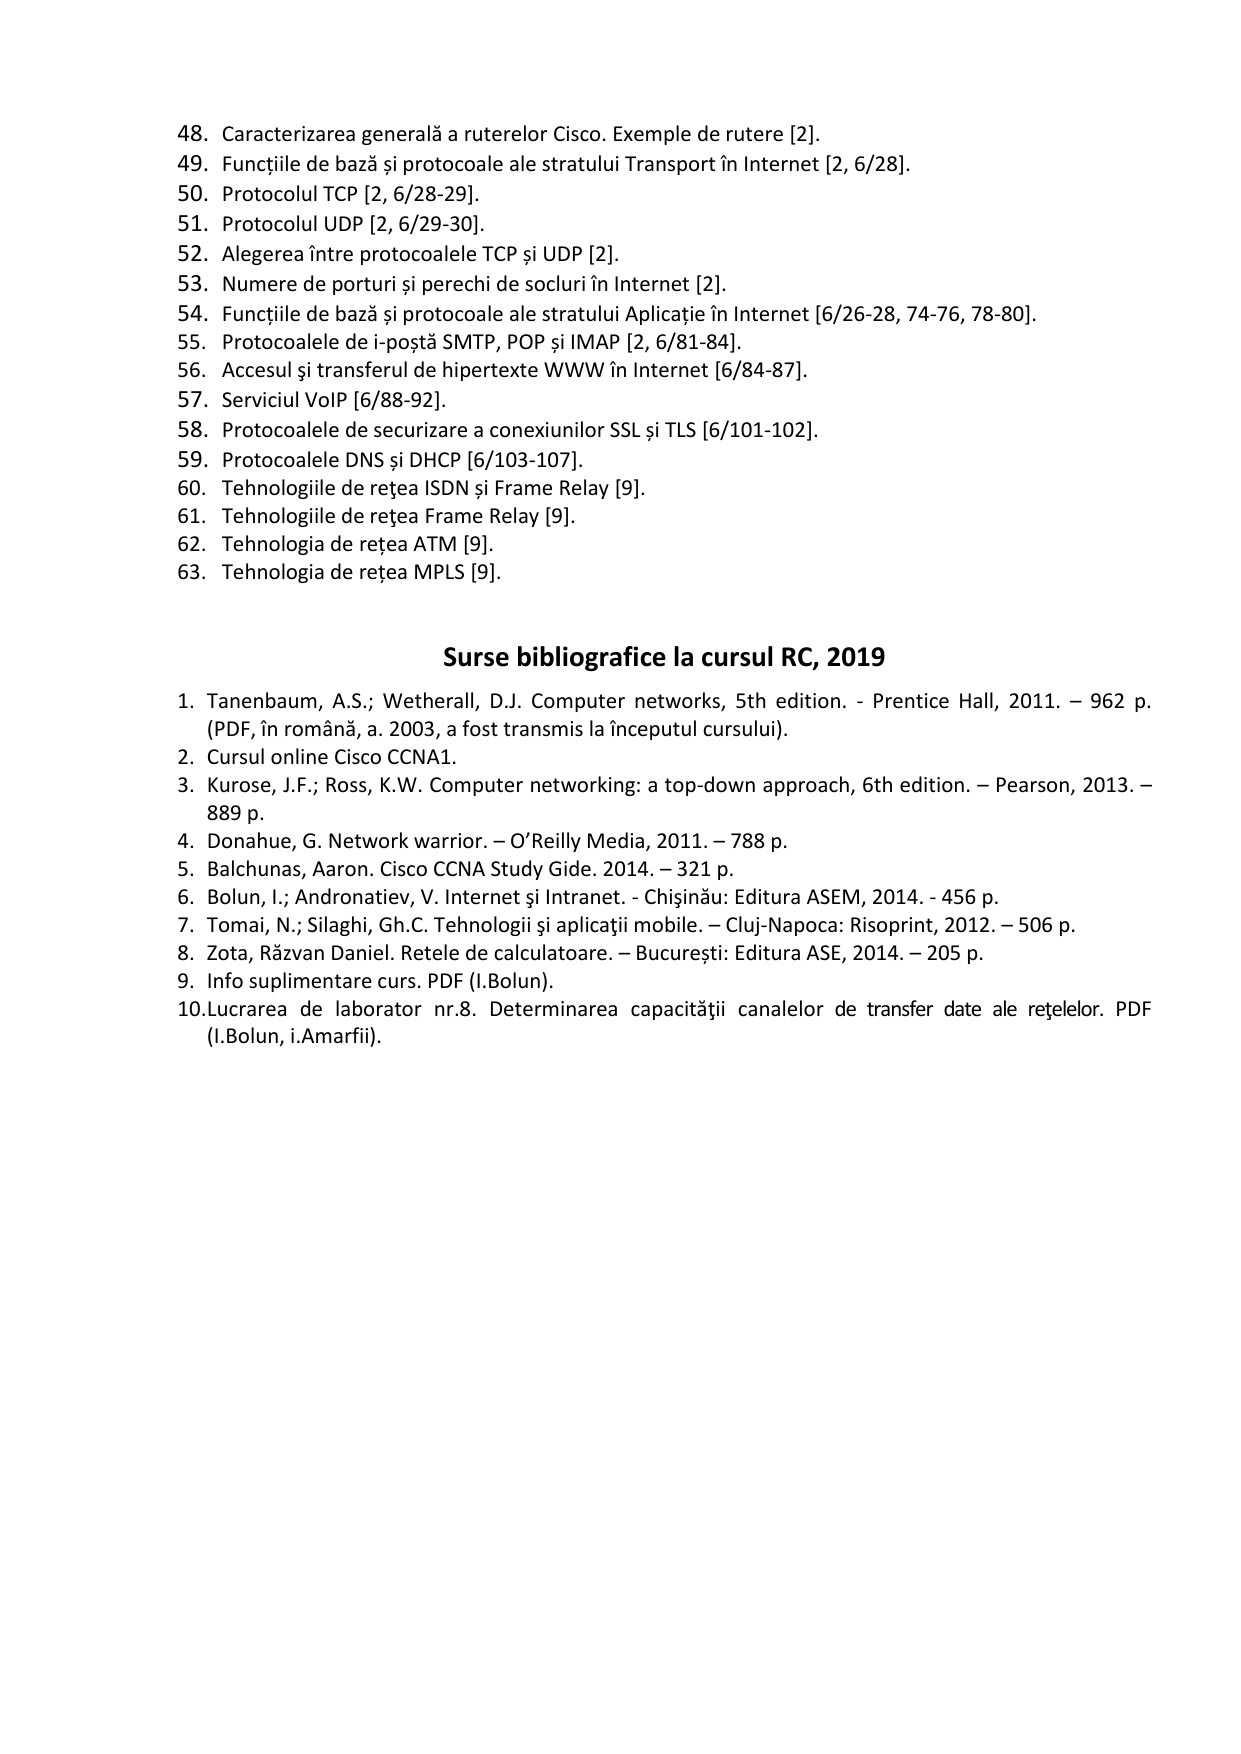 48. Caracterizarea generală a ruterelor Cisco. Exemple de rutere [2].
49. Funcțiile de bază și protocoale ale stratului Transport în Internet [2, 6/28].
50. Protocolul TCP [2, 6/28-29].
51. Protocolul UDP [2, 6/29-30].
52. Alegerea între protocoalele TCP și UDP [2].
53. Numere de porturi și perechi de socluri în Internet [2].
54. Funcțiile de bază și protocoale ale stratului Aplicație în Internet [6/26-28, 74-76, 78-80].
55. Protocoalele de i-poștă SMTP, POP și IMAP [2, 6/81-84].
56. Accesul şi transferul de hipertexte WWW în Internet [6/84-87].
57. Serviciul VoIP [6/88-92].
58. Protocoalele de securizare a conexiunilor SSL și TLS [6/101-102].
59. Protocoalele DNS și DHCP [6/103-107].
60. Tehnologiile de reţea ISDN și Frame Relay [9].
61. Tehnologiile de reţea Frame Relay [9].
62. Tehnologia de rețea ATM [9].
63. Tehnologia de rețea MPLS [9].
Surse bibliografice la cursul RC, 2019
1. Tanenbaum, A.S.; Wetherall, D.J. Computer networks, 5th edition. - Prentice Hall, 2011. – 962 p.
(PDF, în română, a. 2003, a fost transmis la începutul cursului).
2. Cursul online Cisco CCNA1.
3. Kurose, J.F.; Ross, K.W. Computer networking: a top-down approach, 6th edition. – Pearson, 2013. –
889 p.
4. Donahue, G. Network warrior. – O’Reilly Media, 2011. – 788 p.
5. Balchunas, Aaron. Cisco CCNA Study Gide. 2014. – 321 p.
6. Bolun, I.; Andronatiev, V. Internet şi Intranet. - Chişinău: Editura ASEM, 2014. - 456 p.
7. Tomai, N.; Silaghi, Gh.C. Tehnologii şi aplicaţii mobile. – Cluj-Napoca: Risoprint, 2012. – 506 p.
8. Zota, Răzvan Daniel. Retele de calculatoare. – București: Editura ASE, 2014. – 205 p.
9. Info suplimentare curs. PDF (I.Bolun).
10.Lucrarea de laborator nr.8. Determinarea capacităţii canalelor de transfer date ale reţelelor. PDF
(I.Bolun, i.Amarfii).